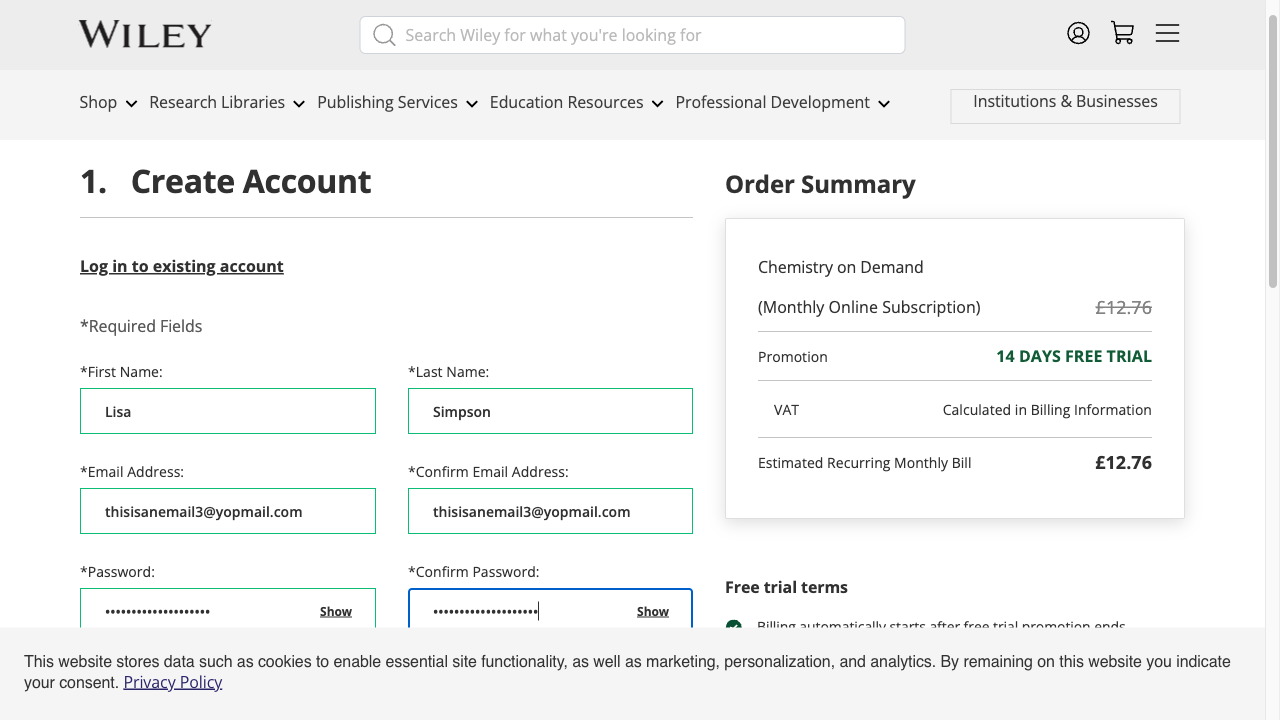 WILEY
Search Wiley for what you're looking for
Shop Research Libraries Publishing Services Education Resources Professional Development Institutions & Businesses
1. Create Account
Log in to existing account
*Required Fields
*First Name: *Last Name:
Lisa Simpson
*Email Address: *Confirm Email Address:
thisisanemail3@yopmail.com thisisanemail3@yopmail.com
*Password: *Confirm Password:
•••••••••••••••••••• Show •••••••••••••••••••• Show
Order Summary
Chemistry on Demand
(Monthly Online Subscription) £12.76
Promotion 14 DAYS FREE TRIAL
VAT Calculated in Billing Information
Estimated Recurring Monthly Bill £12.76
Free trial terms
Billing automatically starts after free trial promotion ends
This website stores data such as cookies to enable essential site functionality, as well as marketing, personalization, and analytics. By remaining on this website you indicate
your consent. Privacy Policy